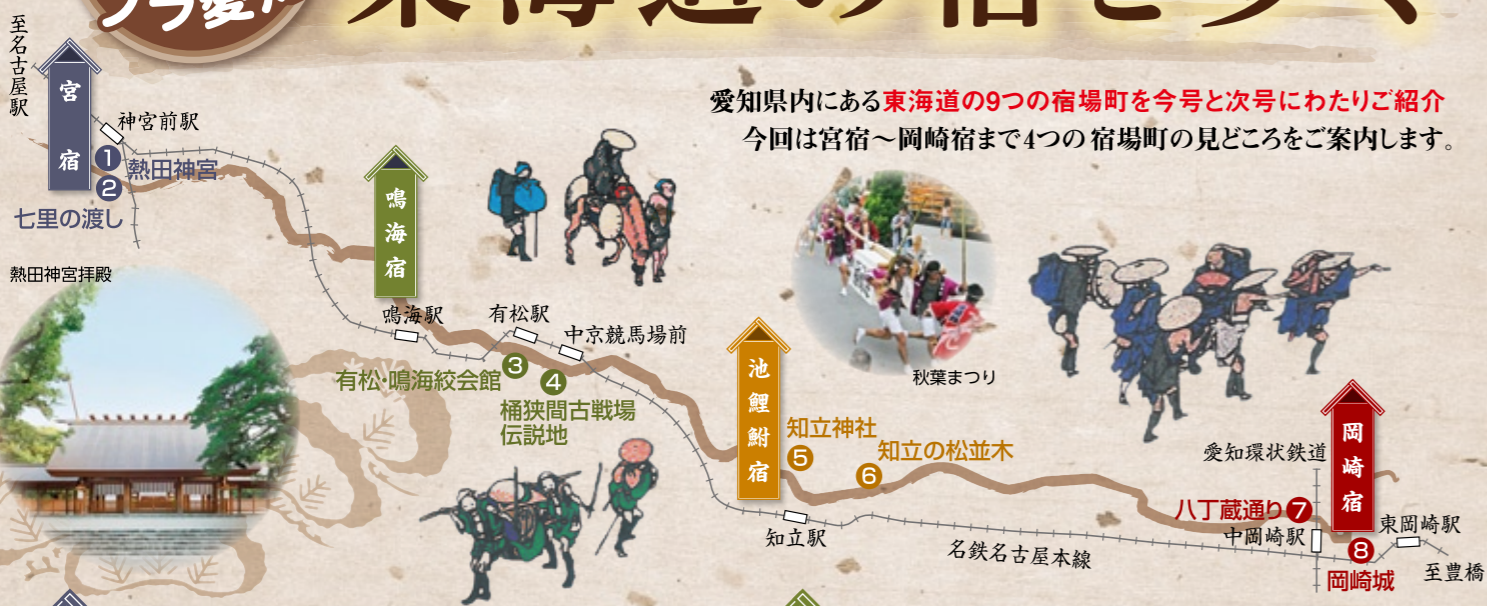 東海道の宿を歩く
愛知県内にある東海道の9つの宿場町を今号と次号にわたりご紹介
今回は宮宿～岡崎宿まで4つの宿場町の見どころをご案内します。
至名古屋駅
宮宿
神宮前駅
1 熱田神宮
2
七里の渡し
熱田神宮拝殿
鳴海宿
鳴海駅
有松駅
中京競馬場前
有松・鳴海絞会館 3
4
桶狭間古戦場
伝説地
秋葉まつり
池鯉鮒宿
知立神社
5
知立の松並木
6
知立駅
名鉄名古屋本線
愛知環状鉄道
岡崎宿
八丁蔵通り 7
中岡崎駅
東岡崎駅
8
岡崎城
至豊橋